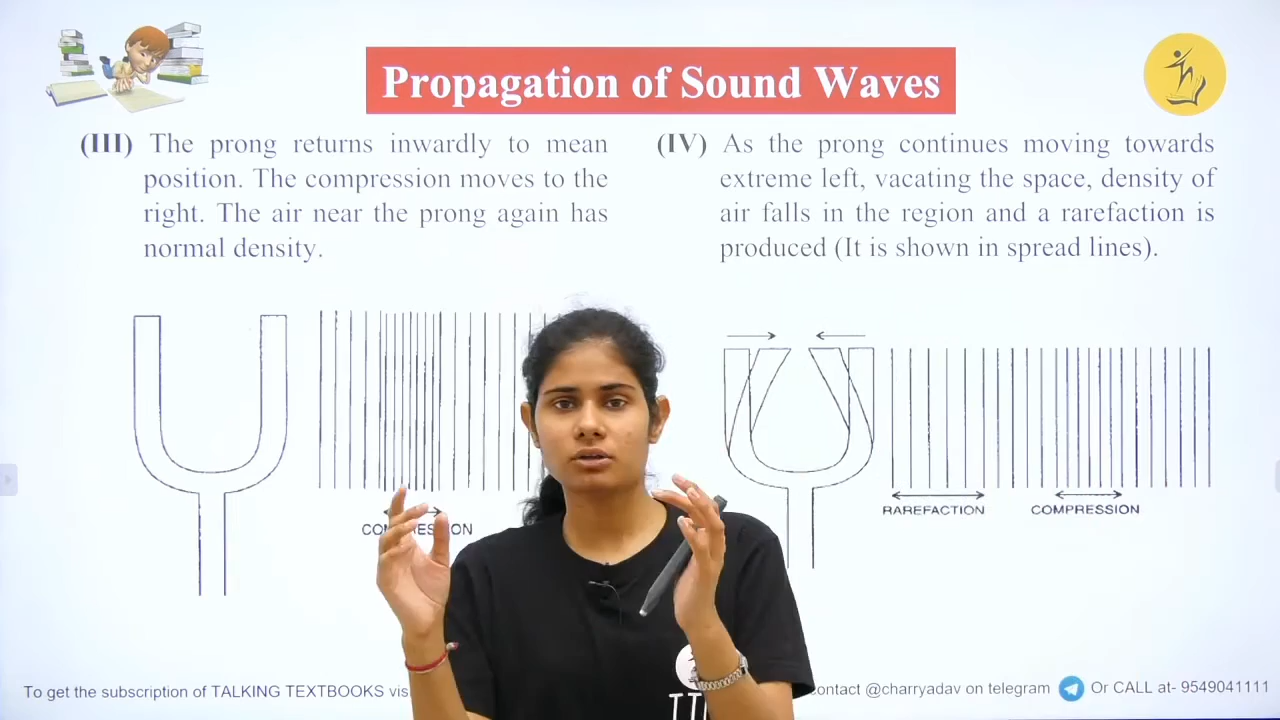 Propagation of Sound Waves
(III) The prong returns inwardly to mean
position. The compression moves to the
right. The air near the prong again has
normal density.
(IV) As the prong continues moving towards
extreme left, vacating the space, density of
air falls in the region and a rarefaction is
produced (It is shown in spread lines).
RAREFACTION
COMPRESSION
To get the subscription of TALKING TEXTBOOKS
contact @charryadav on telegram
Or CALL at- 9549041111